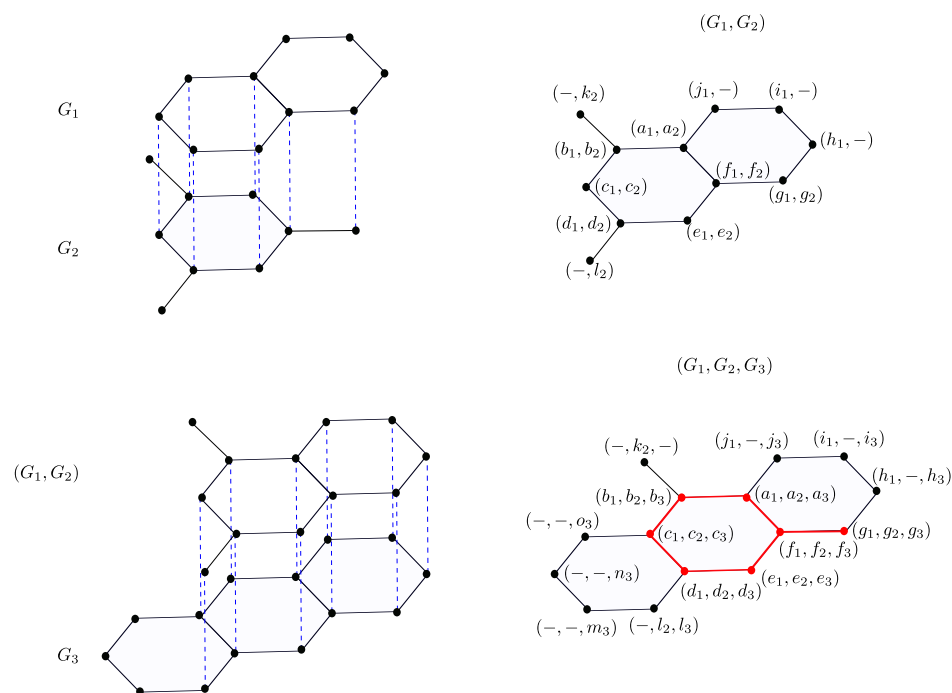 (G₁, G₂)
G₁
G₂
(−, k₂)
(j₁, −)
(i₁, −)
(b₁, b₂)
(a₁, a₂)
(h₁, −)
(c₁, c₂)
(f₁, f₂)
(g₁, g₂)
(d₁, d₂)
(e₁, e₂)
(−, l₂)
(G₁, G₂, G₃)
(G₁, G₂)
G₃
(−, k₂, −)
(j₁, −, j₃)
(i₁, −, i₃)
(h₁, −, h₃)
(b₁, b₂, b₃)
(a₁, a₂, a₃)
(−, −, o₃)
(c₁, c₂, c₃)
(g₁, g₂, g₃)
(f₁, f₂, f₃)
(−, −, n₃)
(d₁, d₂, d₃)
(e₁, e₂, e₃)
(−, −, m₃)
(−, l₂, l₃)